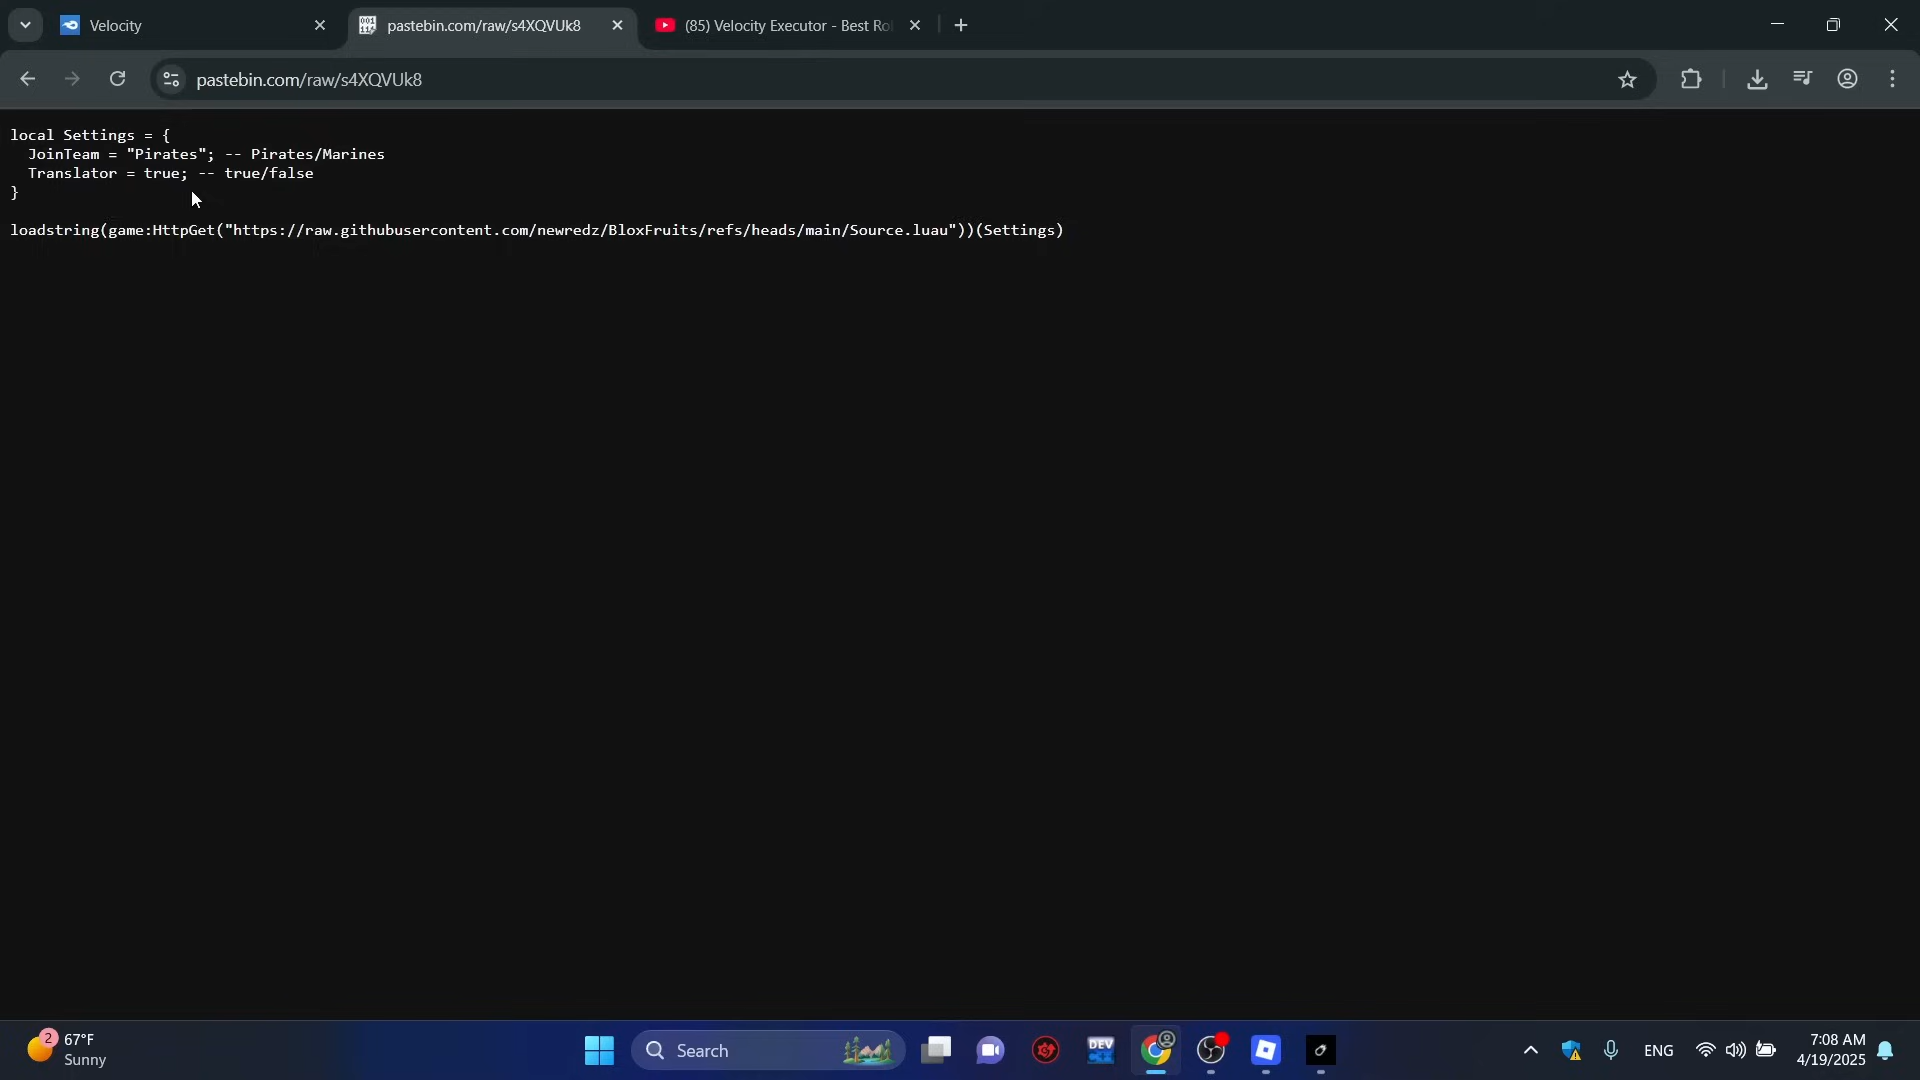 Velocity
pastebin.com/raw/s4XQVUk8
(85) Velocity Executor - Best Ro
pastebin.com/raw/s4XQVUk8
local Settings = {
  JoinTeam = "Pirates"; -- Pirates/Marines
  Translator = true; -- true/false
}
loadstring(game:HttpGet("https://raw.githubusercontent.com/newredz/BloxFruits/refs/heads/main/Source.luau"))(Settings)
2
67°F
Sunny
Search
DEV
ENG
7:08 AM
4/19/2025